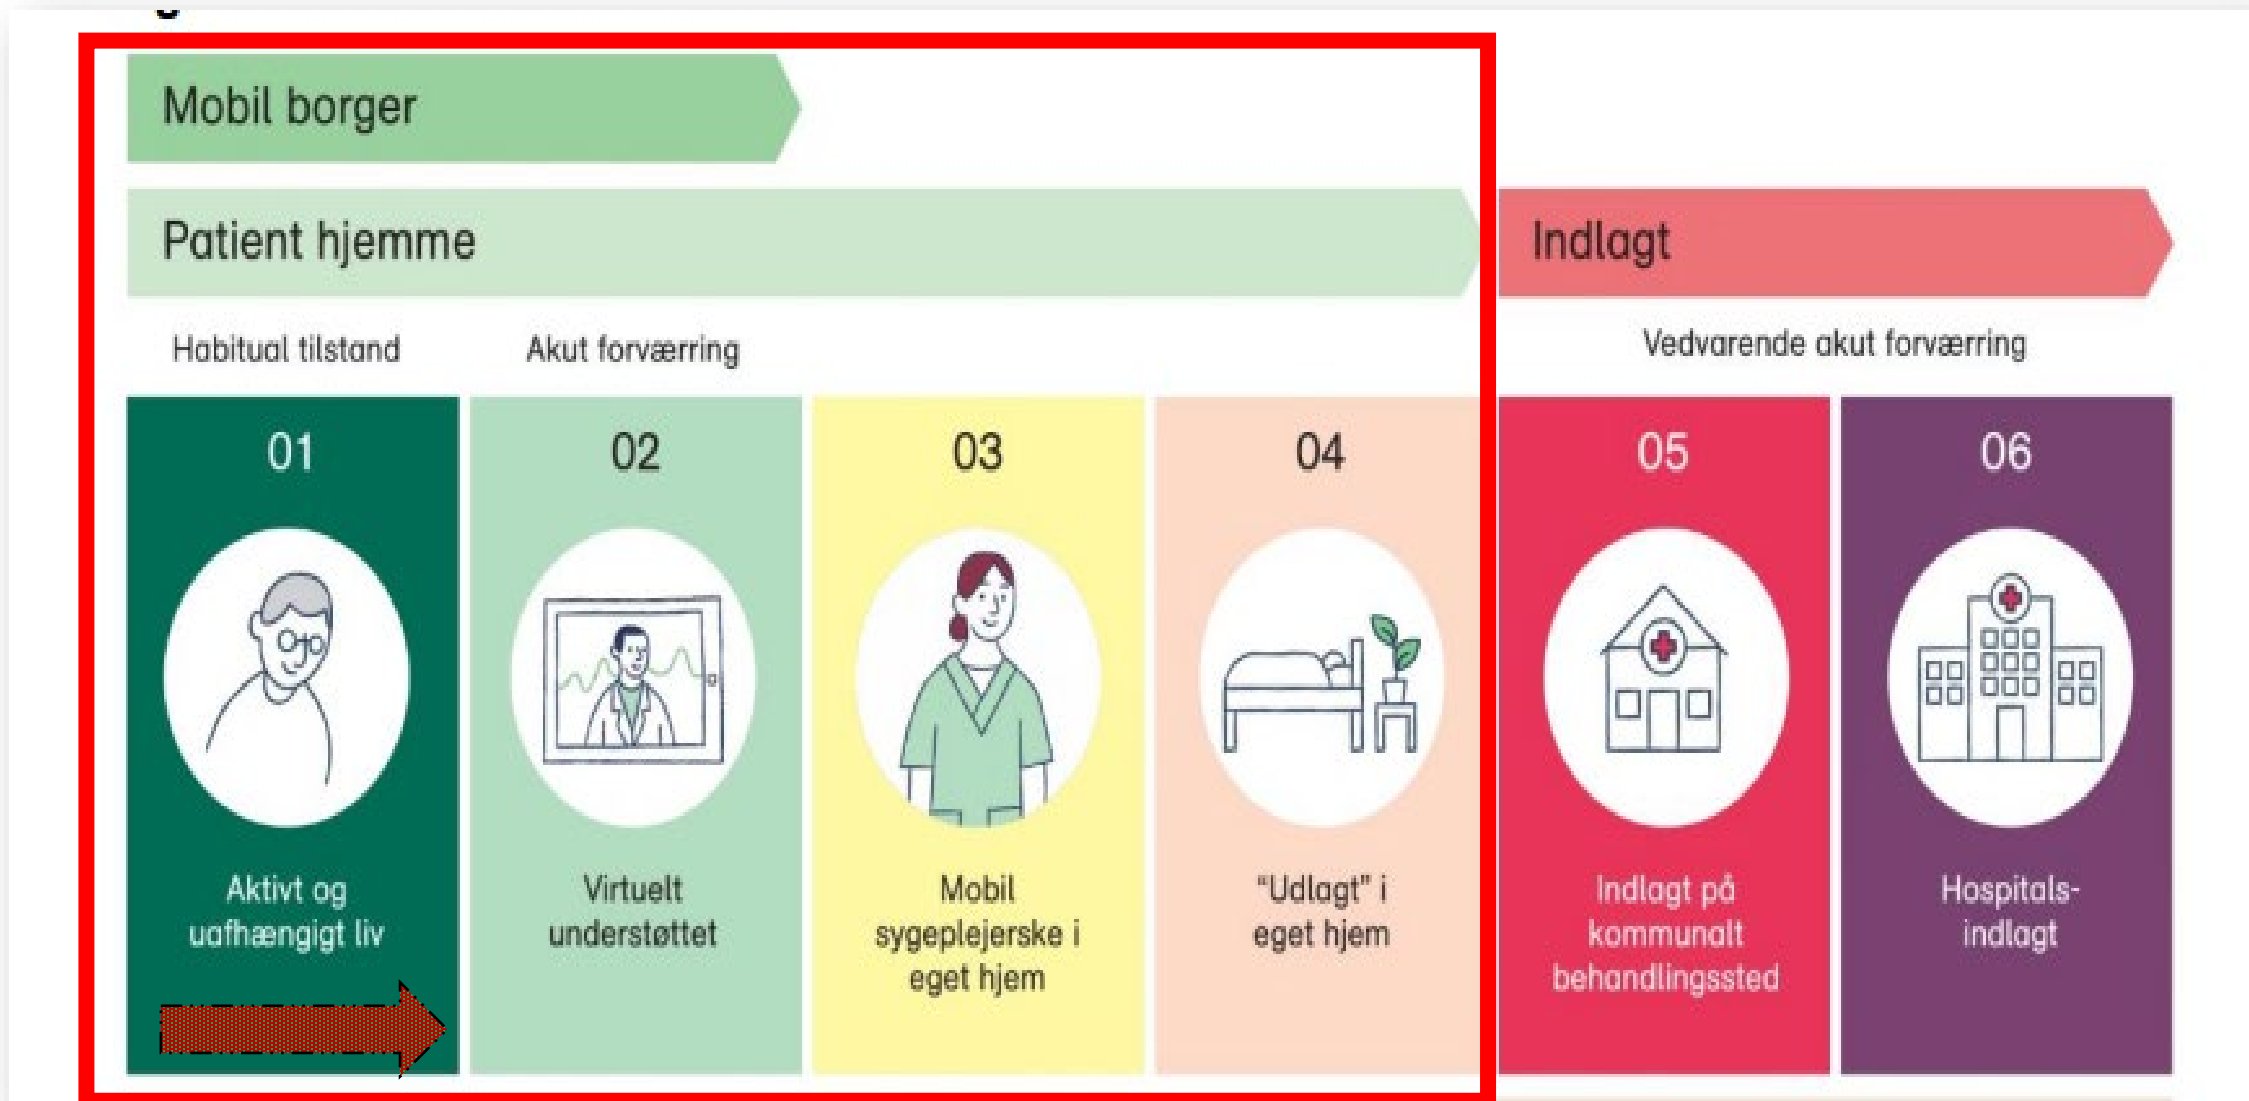 Mobil borger
Patient hjemme
Indlagt
Habitual tilstand
Akut forværring
Vedvarende akut forværring
01
02
03
04
05
06
Aktivt og
uafhængigt liv
Virtuelt
understøttet
Mobil
sygeplejerske i
eget hjem
"Udlagt" i
eget hjem
Indlagt på
kommunalt
behandlingssted
Hospitals-
indlagt